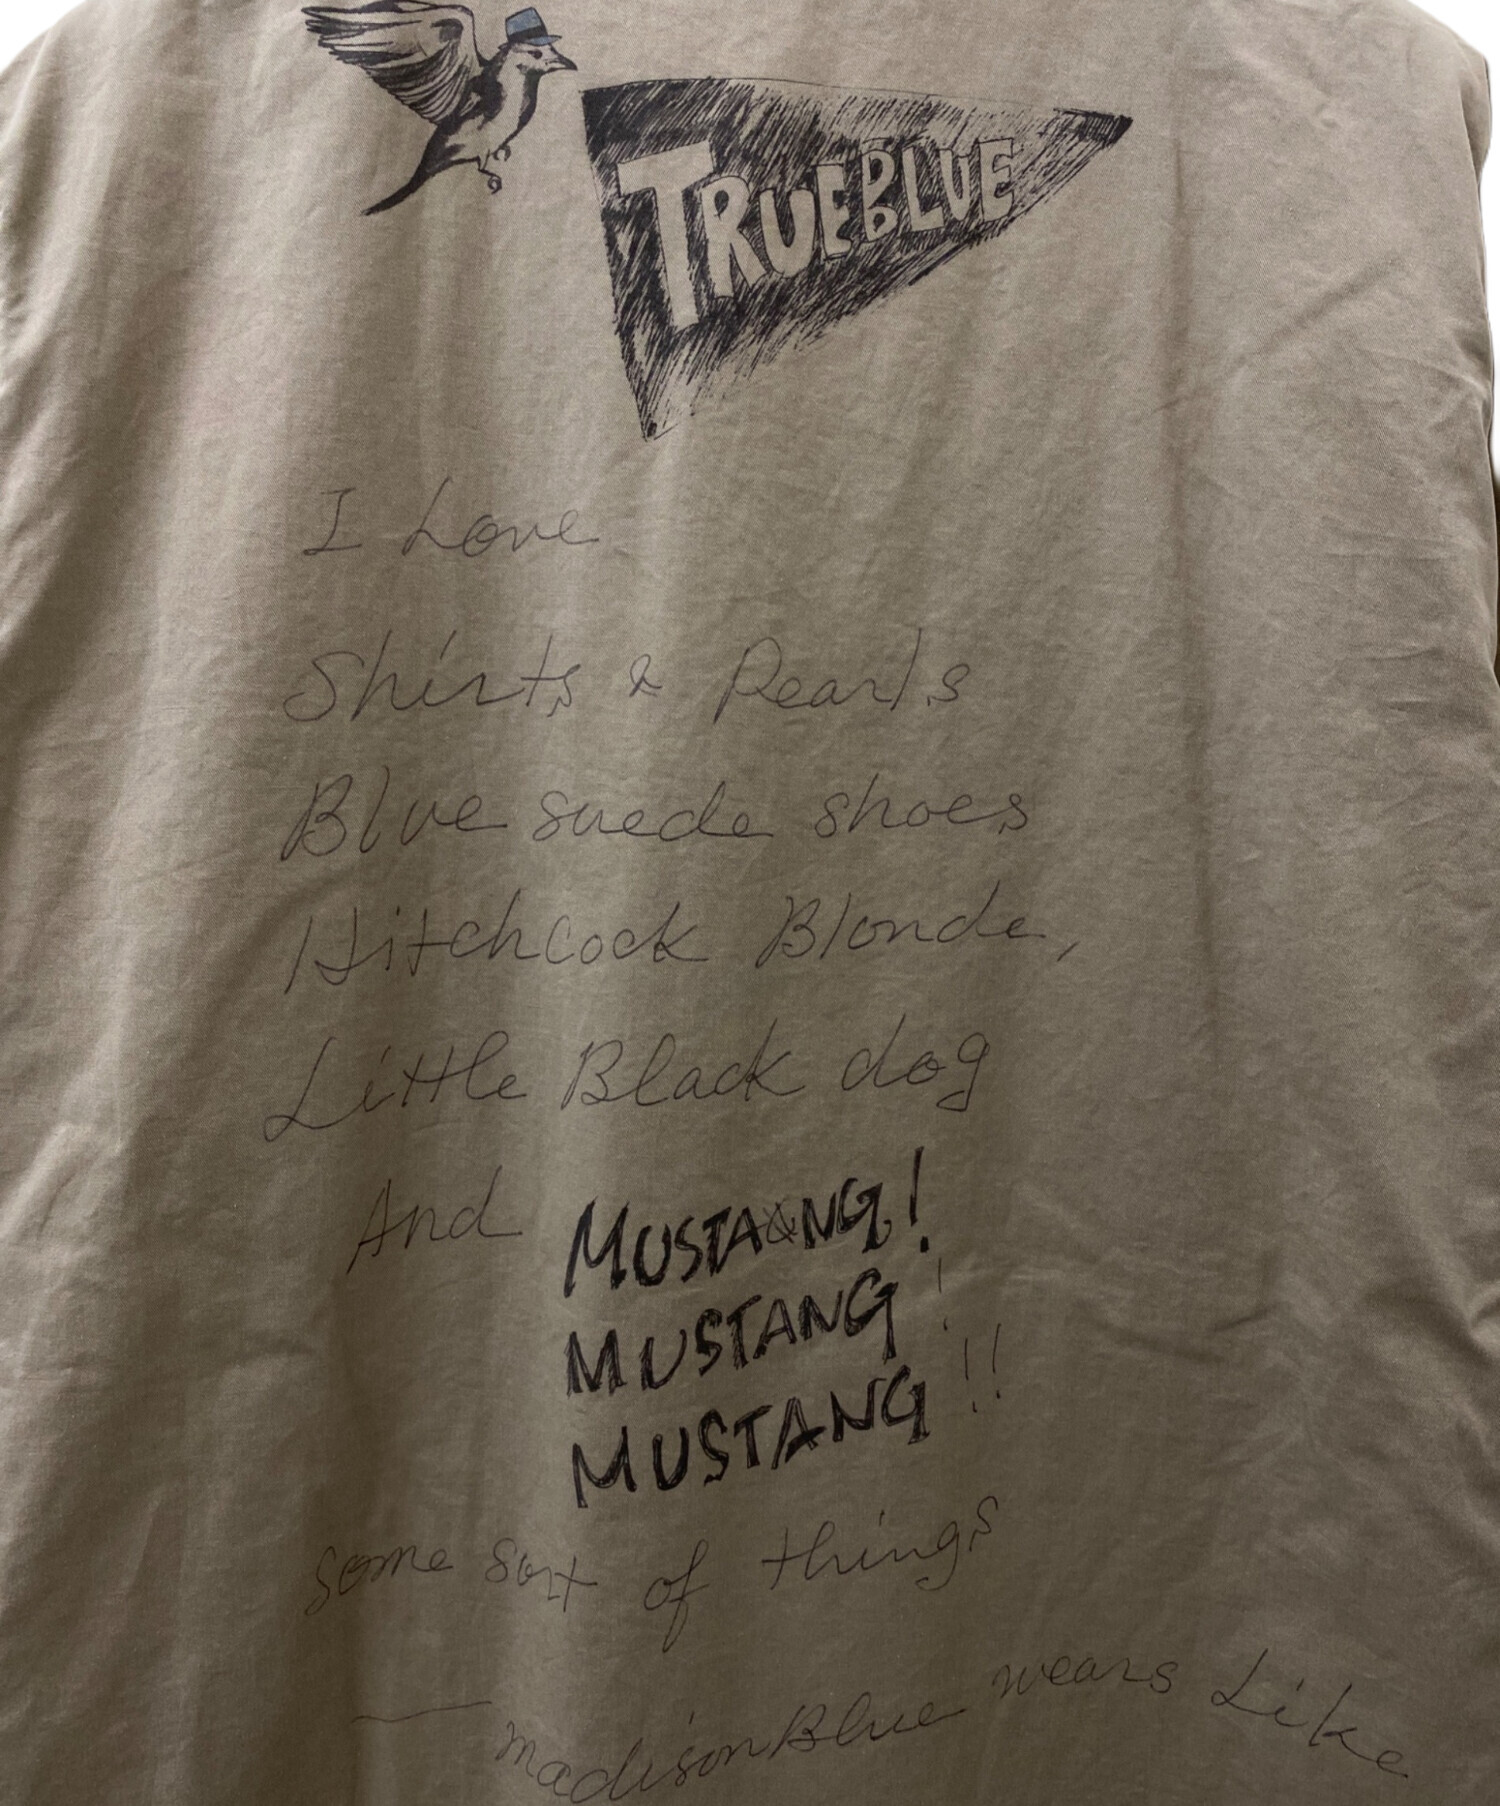 TRUEBLUE
I Love
Shirts & Pearls
Blue suede shoes
Hitchcock Blonde,
Little Black dog
And MUSTANG!
MUSTANG!
MUSTANG!!
some sort of things
— madisonBlue wears Like